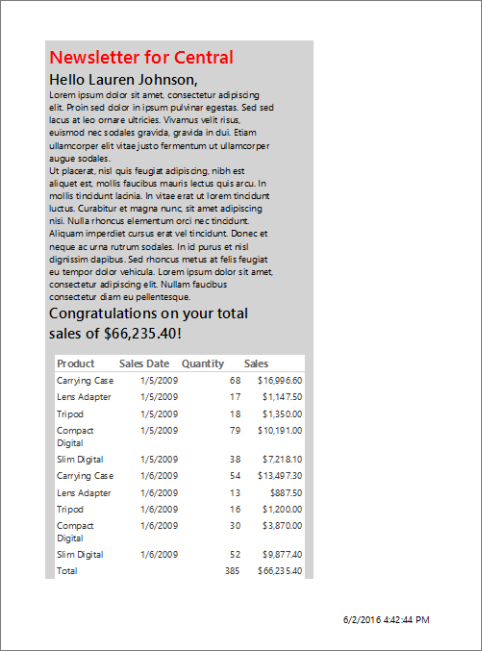 Newsletter for Central
Hello Lauren Johnson,
Lorem ipsum dolor sit amet, consectetur adipiscing
elit. Proin sed dolor in ipsum pulvinar egestas. Sed sed
lacus at leo ornare ultricies. Vivamus velit risus,
euismod nec sodales gravida, gravida in dui. Etiam
ullamcorper elit vitae justo fermentum ut ullamcorper
augue sodales.
Ut placerat, nisl quis feugiat adipiscing, nibh est
aliquet est, mollis faucibus mauris lectus quis arcu. In
mollis tincidunt lacinia. In vitae erat ut lorem tincidunt
luctus. Curabitur et magna nunc, sit amet adipiscing
nisi. Nulla rhoncus elementum orci nec tincidunt.
Aliquam imperdiet cursus erat vel tincidunt. Donec et
neque ac urna rutrum sodales. In id purus et nisl
dignissim dapibus. Sed rhoncus metus at felis feugiat
eu tempor dolor vehicula. Lorem ipsum dolor sit amet,
consectetur adipiscing elit. Nullam faucibus
consectetur diam eu pellentesque.
Congratulations on your total
sales of $66,235.40!
Product Sales Date Quantity Sales
Carrying Case 1/5/2009 68 $16,996.60
Lens Adapter 1/5/2009 17 $1,147.50
Tripod 1/5/2009 18 $1,350.00
Compact 1/5/2009 79 $10,191.00
Digital
Slim Digital 1/5/2009 38 $7,218.10
Carrying Case 1/6/2009 54 $13,497.30
Lens Adapter 1/6/2009 13 $887.50
Tripod 1/6/2009 16 $1,200.00
Compact 1/6/2009 30 $3,870.00
Digital
Slim Digital 1/6/2009 52 $9,877.40
Total 385 $66,235.40
6/2/2016 4:42:44 PM